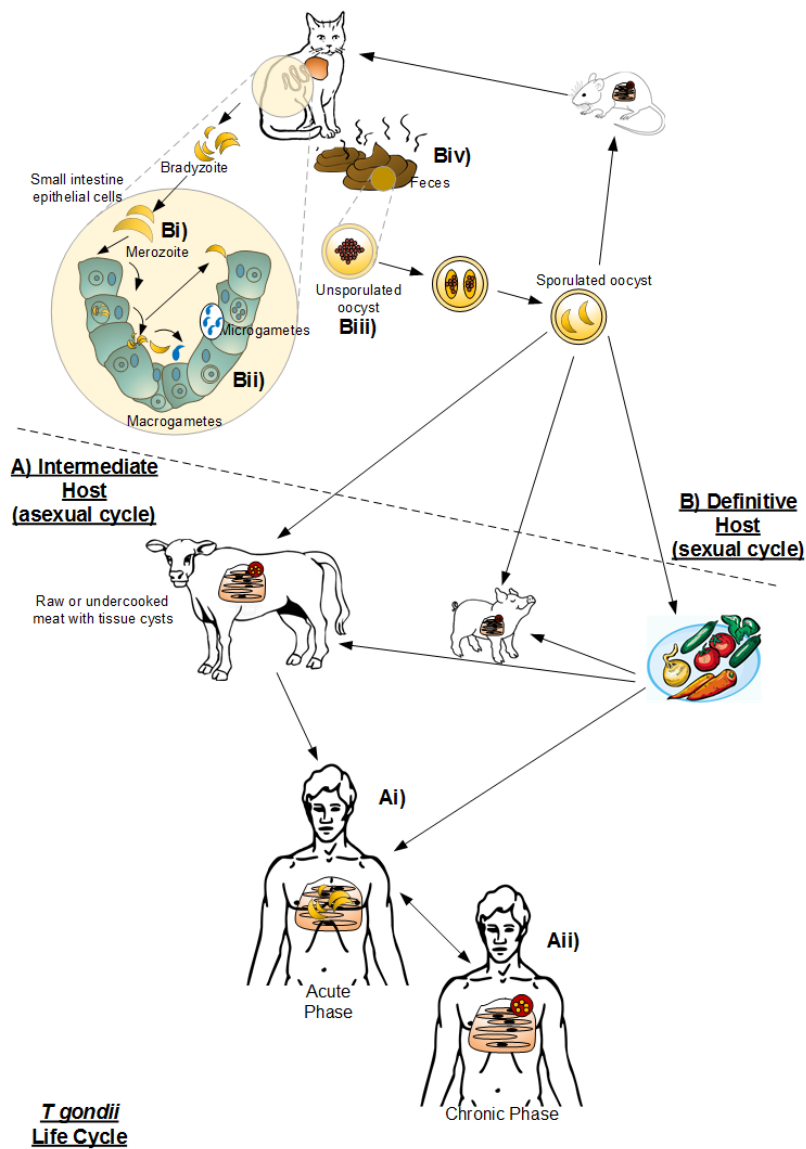 Biv)
Feces
Bradyzoite
Small intestine
epithelial cells
Bi)
Merozoite
Unsporulated
oocyst
Biii)
Sporulated oocyst
Microgametes
Bii)
Macrogametes
A) Intermediate
Host
(asexual cycle)
B) Definitive
Host
(sexual cycle)
Raw or undercooked
meat with tissue cysts
Ai)
Acute
Phase
Aii)
Chronic Phase
T gondii
Life Cycle